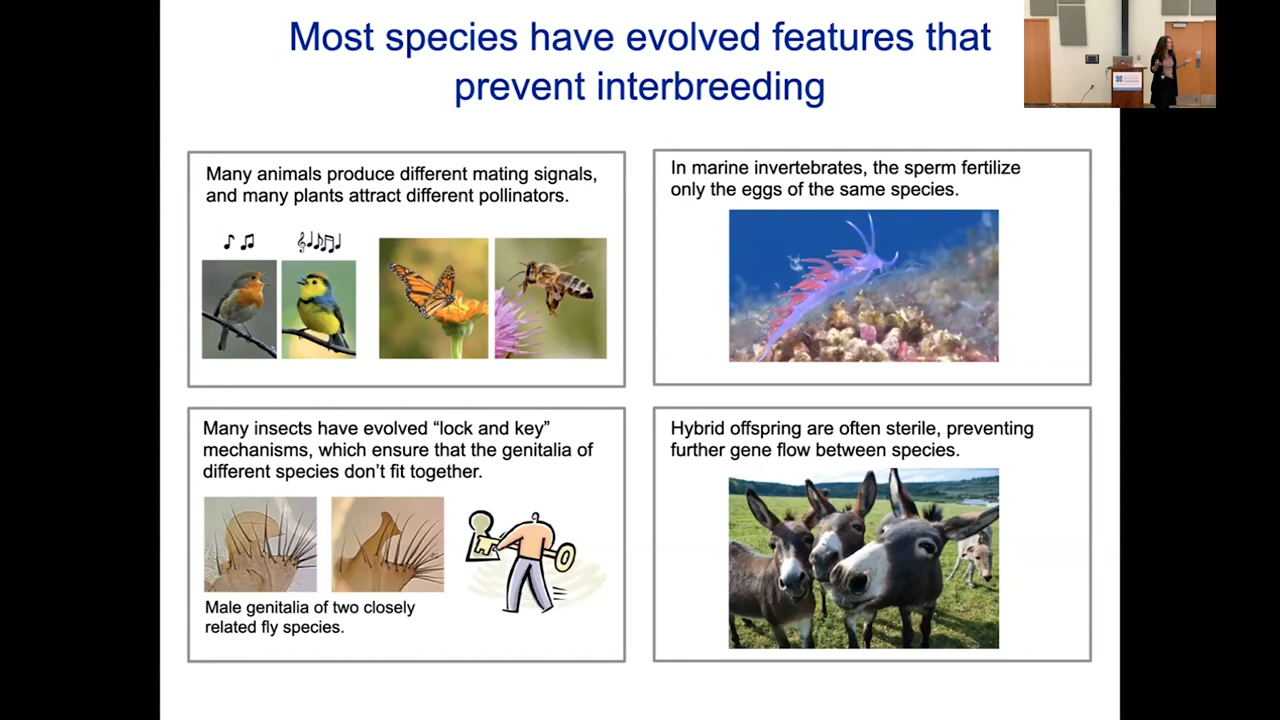 Most species have evolved features that
prevent interbreeding
Many animals produce different mating signals,
and many plants attract different pollinators.
In marine invertebrates, the sperm fertilize
only the eggs of the same species.
Many insects have evolved “lock and key”
mechanisms, which ensure that the genitalia of
different species don’t fit together.
Male genitalia of two closely
related fly species.
Hybrid offspring are often sterile, preventing
further gene flow between species.